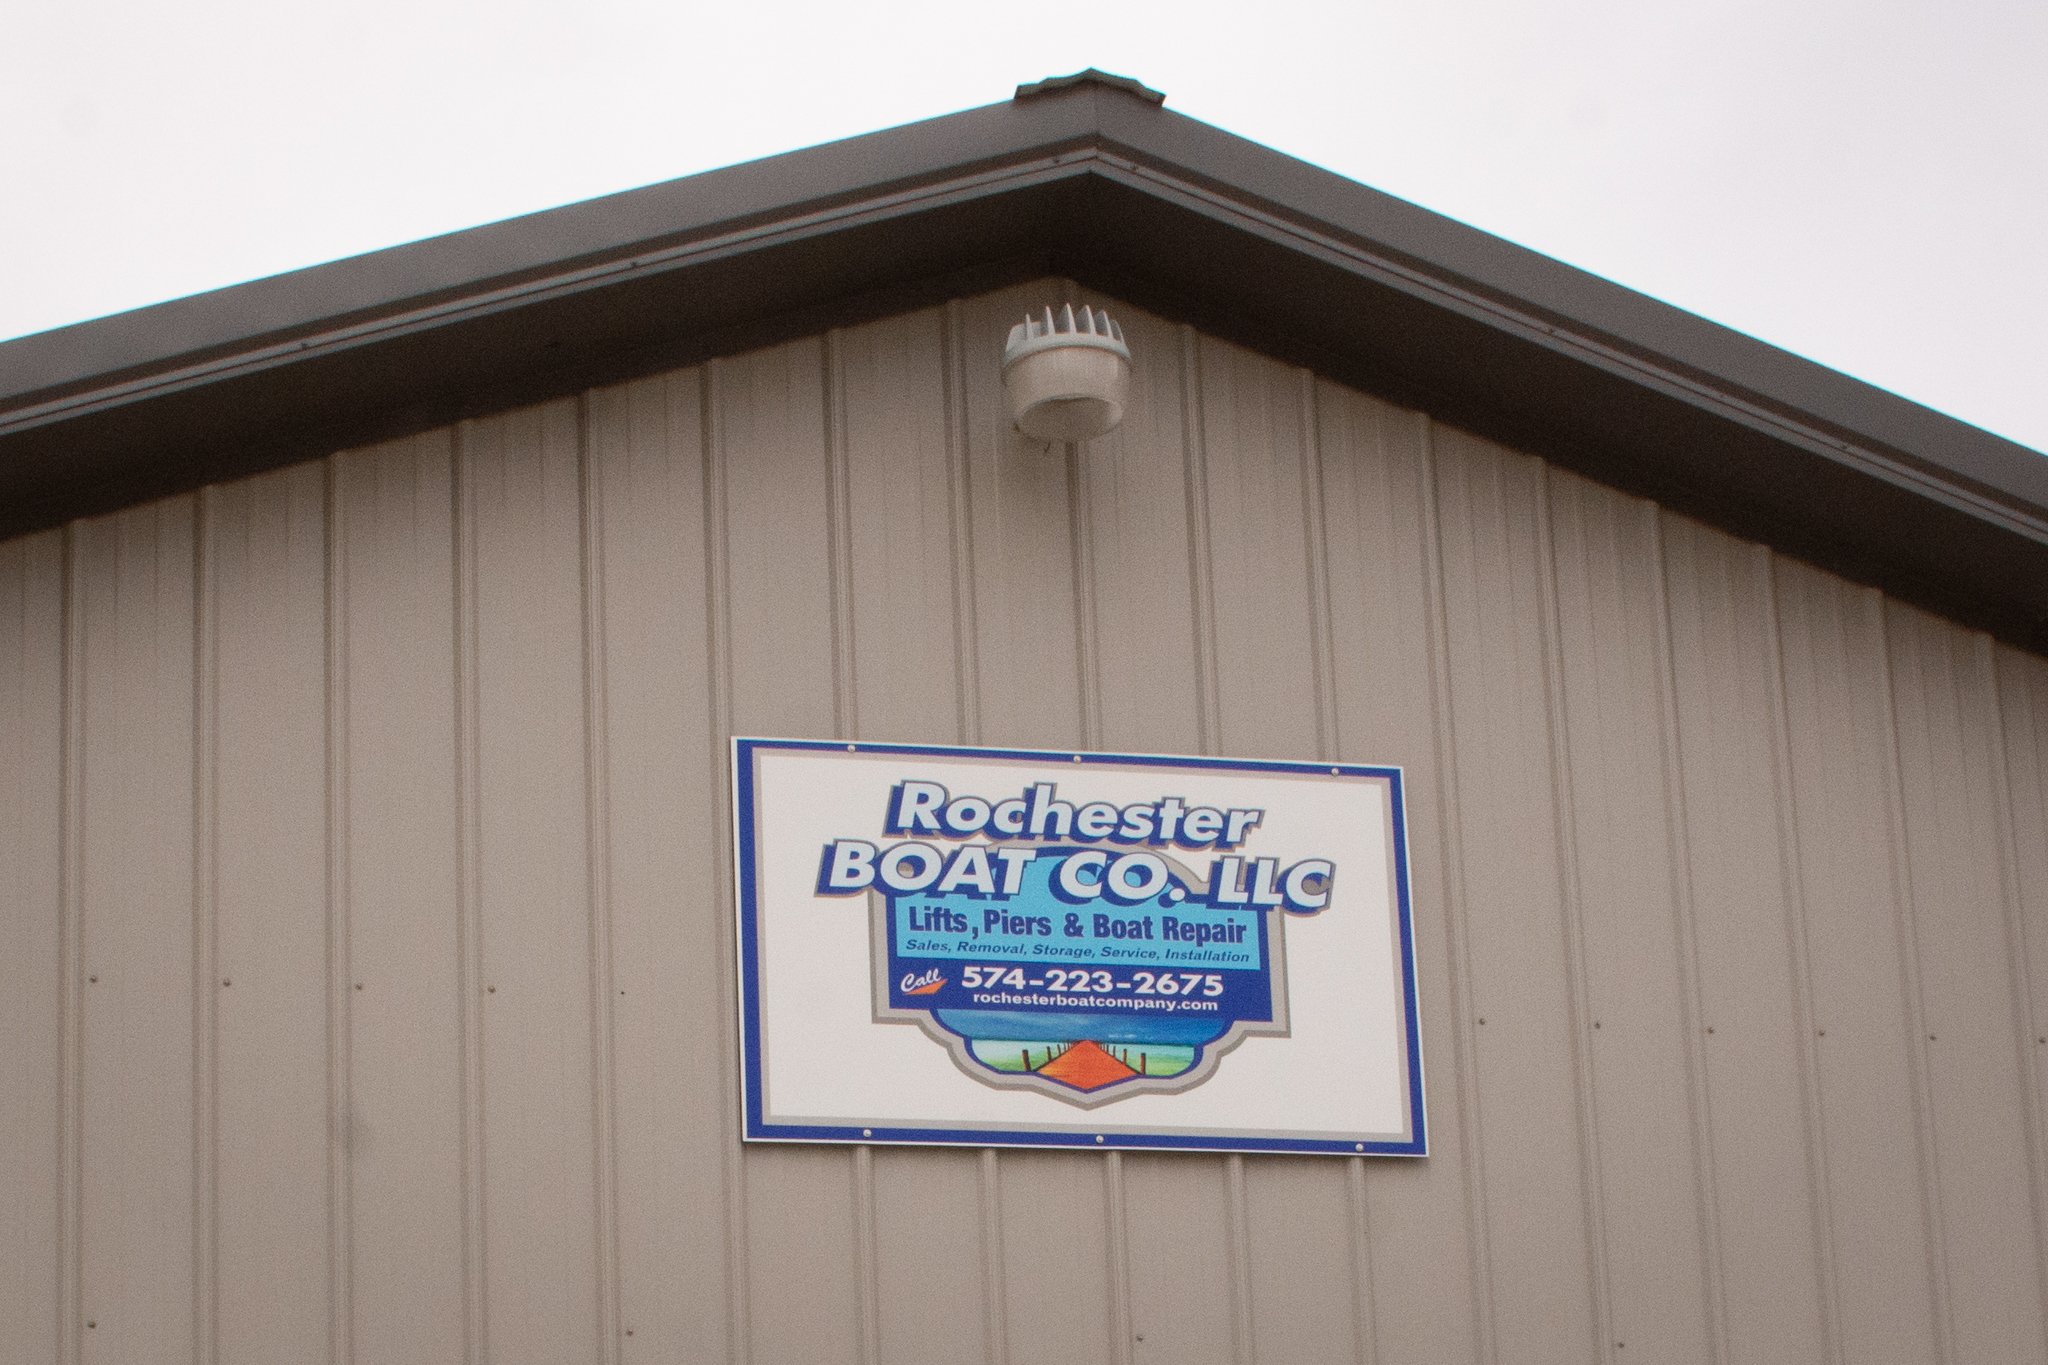 Rochester
BOAT CO. LLC
Lifts, Piers & Boat Repair
Sales, Removal, Storage, Service, Installation
Call 574-223-2675
rochesterboatcompany.com